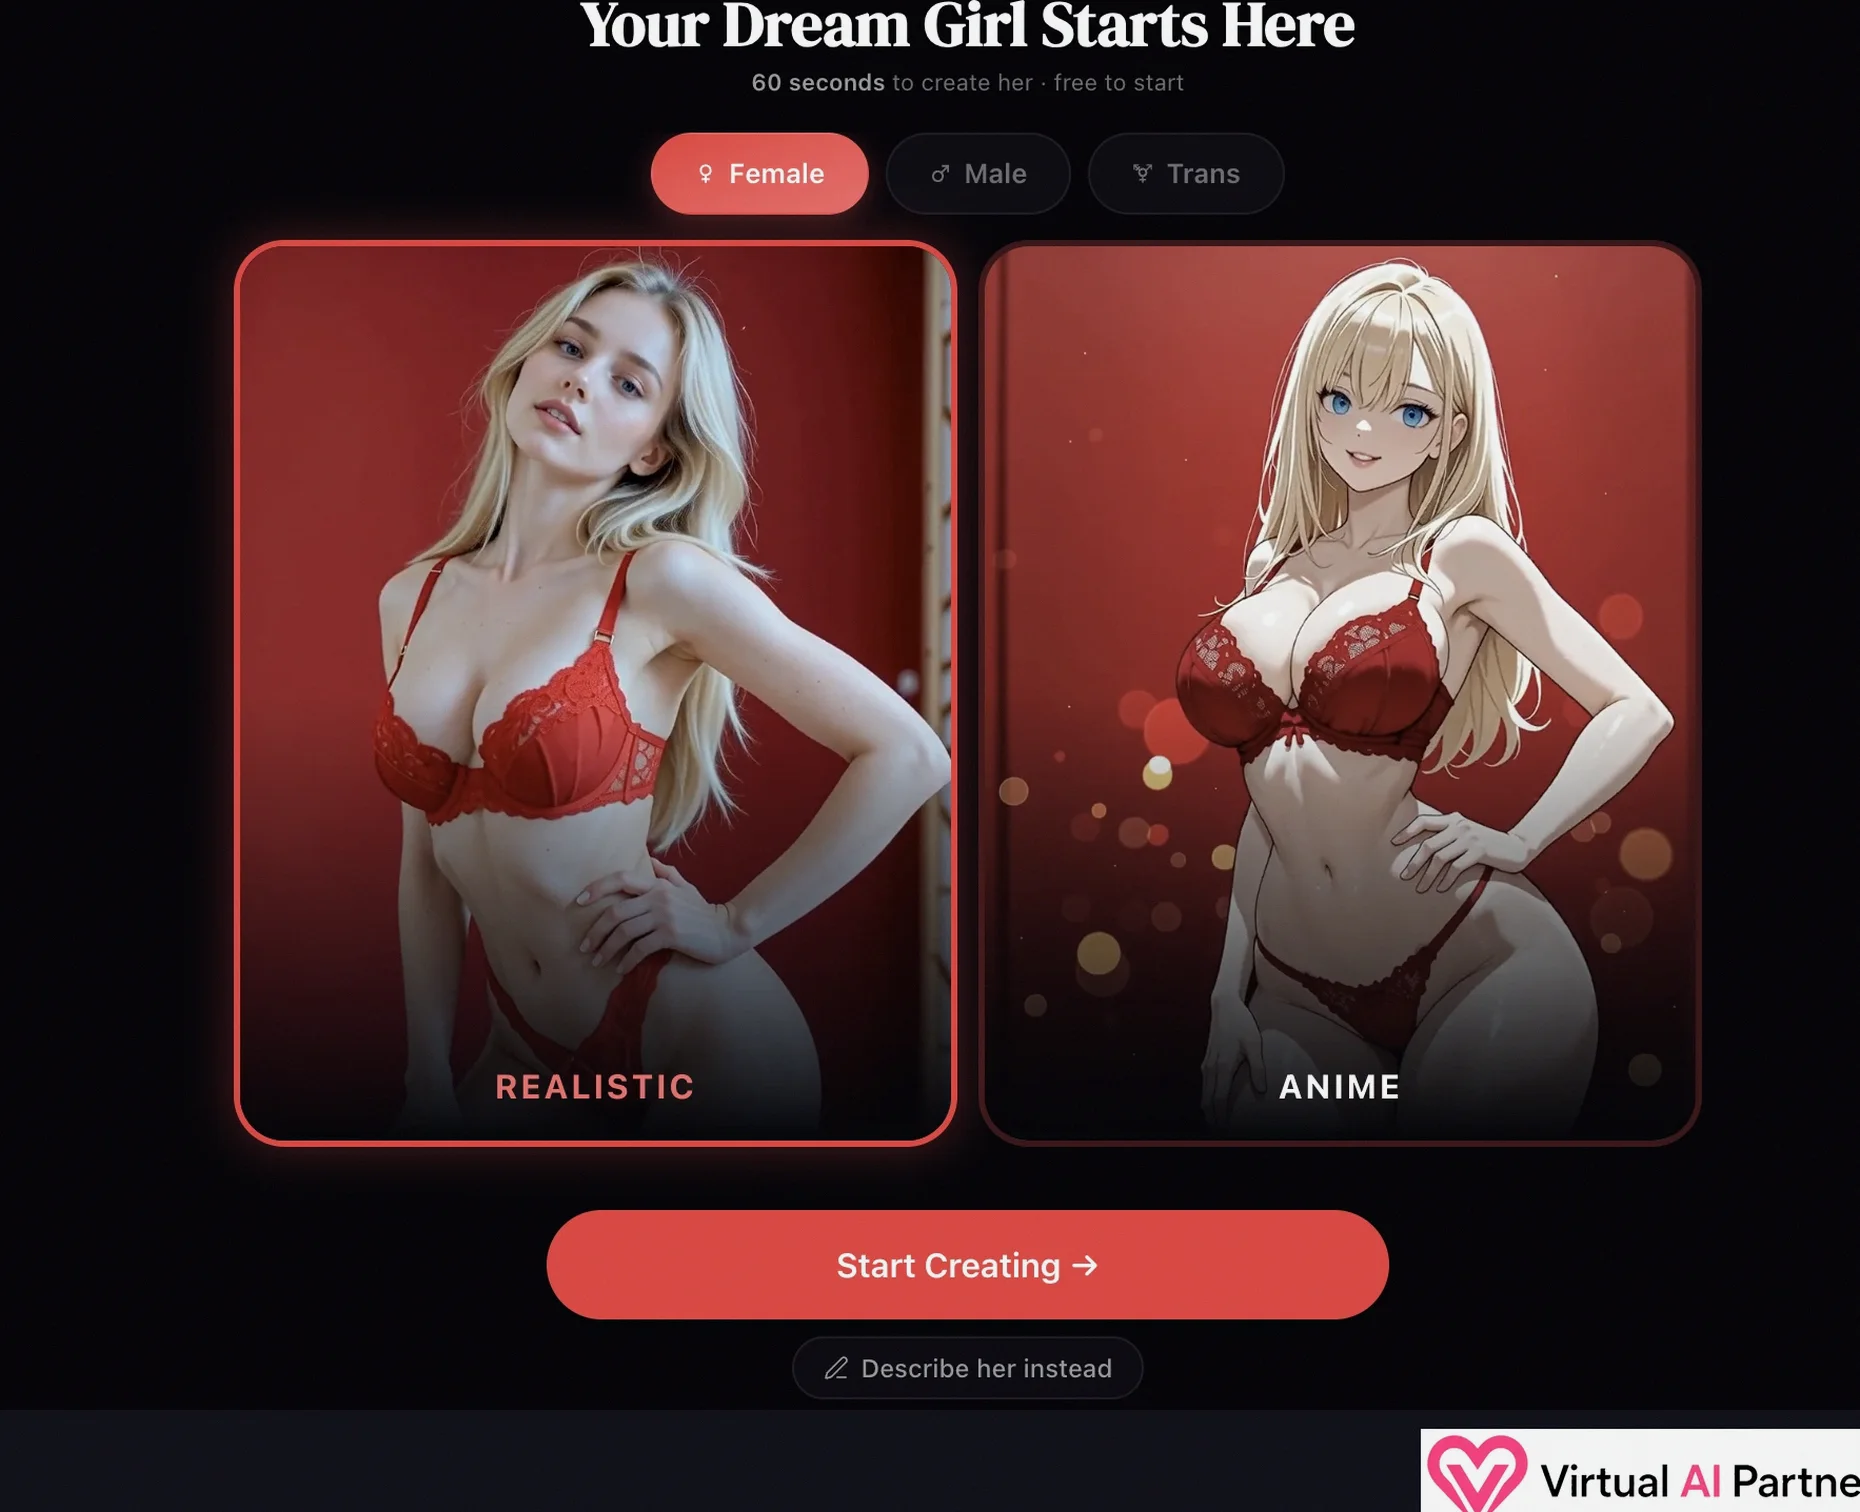 Your Dream Girl Starts Here
60 seconds to create her · free to start
Female
Male
Trans
REALISTIC
ANIME
Start Creating →
Describe her instead
Virtual AI Partne